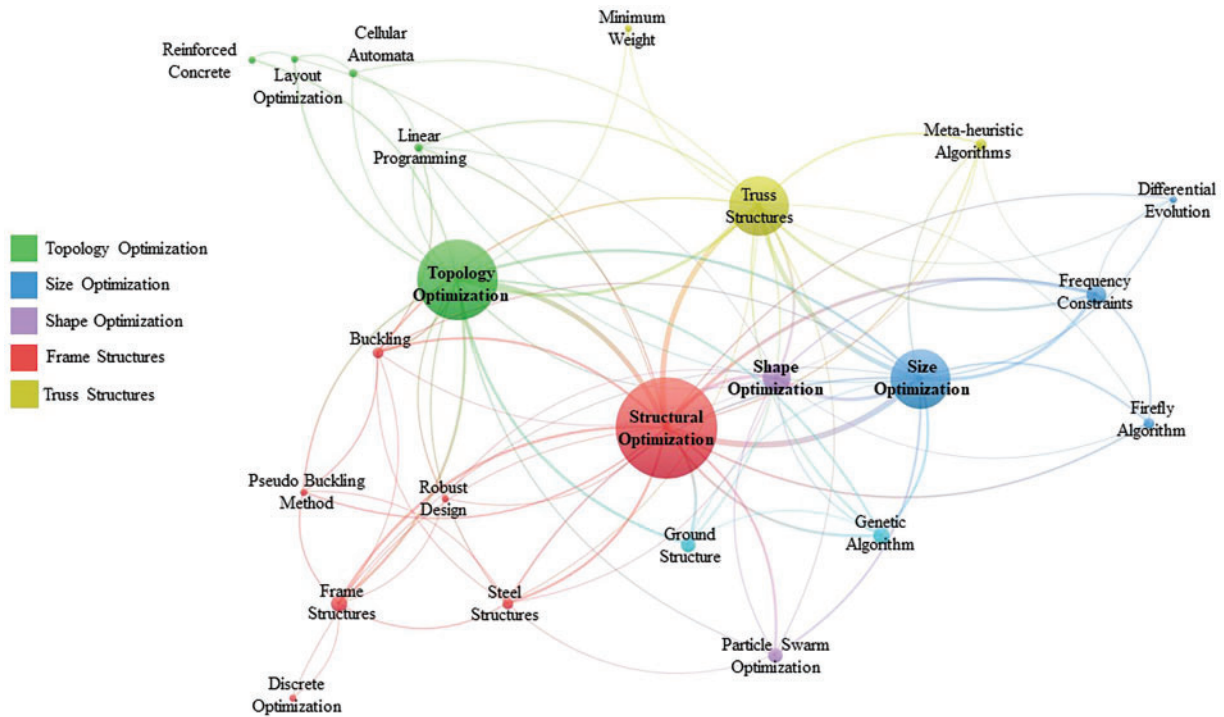 Minimum
Weight
Cellular
Automata
Reinforced
Concrete
Layout
Optimization
Linear
Programming
Meta-heuristic
Algorithms
Truss
Structures
Differential
Evolution
Topology Optimization
Size Optimization
Shape Optimization
Frame Structures
Truss Structures
Topology
Optimization
Frequency
Constraints
Buckling
Shape
Optimization
Size
Optimization
Structural
Optimization
Firefly
Algorithm
Pseudo Buckling
Method
Robust
Design
Ground
Structure
Genetic
Algorithm
Frame
Structures
Steel
Structures
Particle Swarm
Optimization
Discrete
Optimization